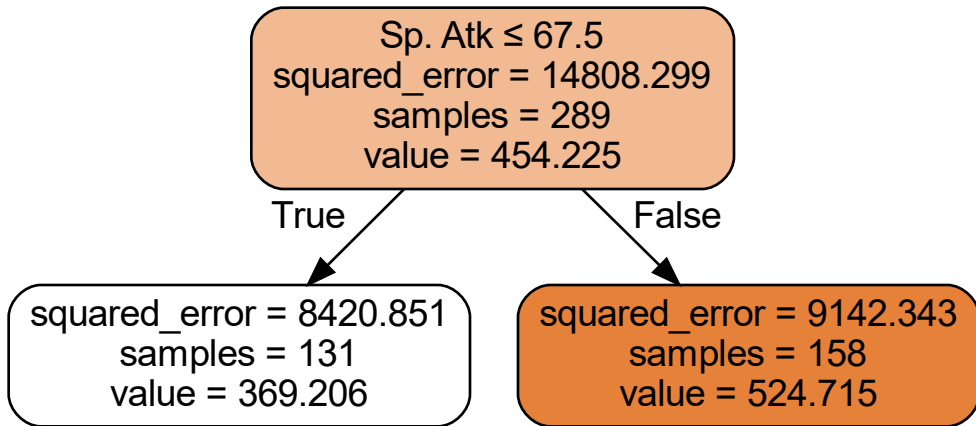 Sp. Atk ≤ 67.5
squared_error = 14808.299
samples = 289
value = 454.225
True
False
squared_error = 8420.851
samples = 131
value = 369.206
squared_error = 9142.343
samples = 158
value = 524.715